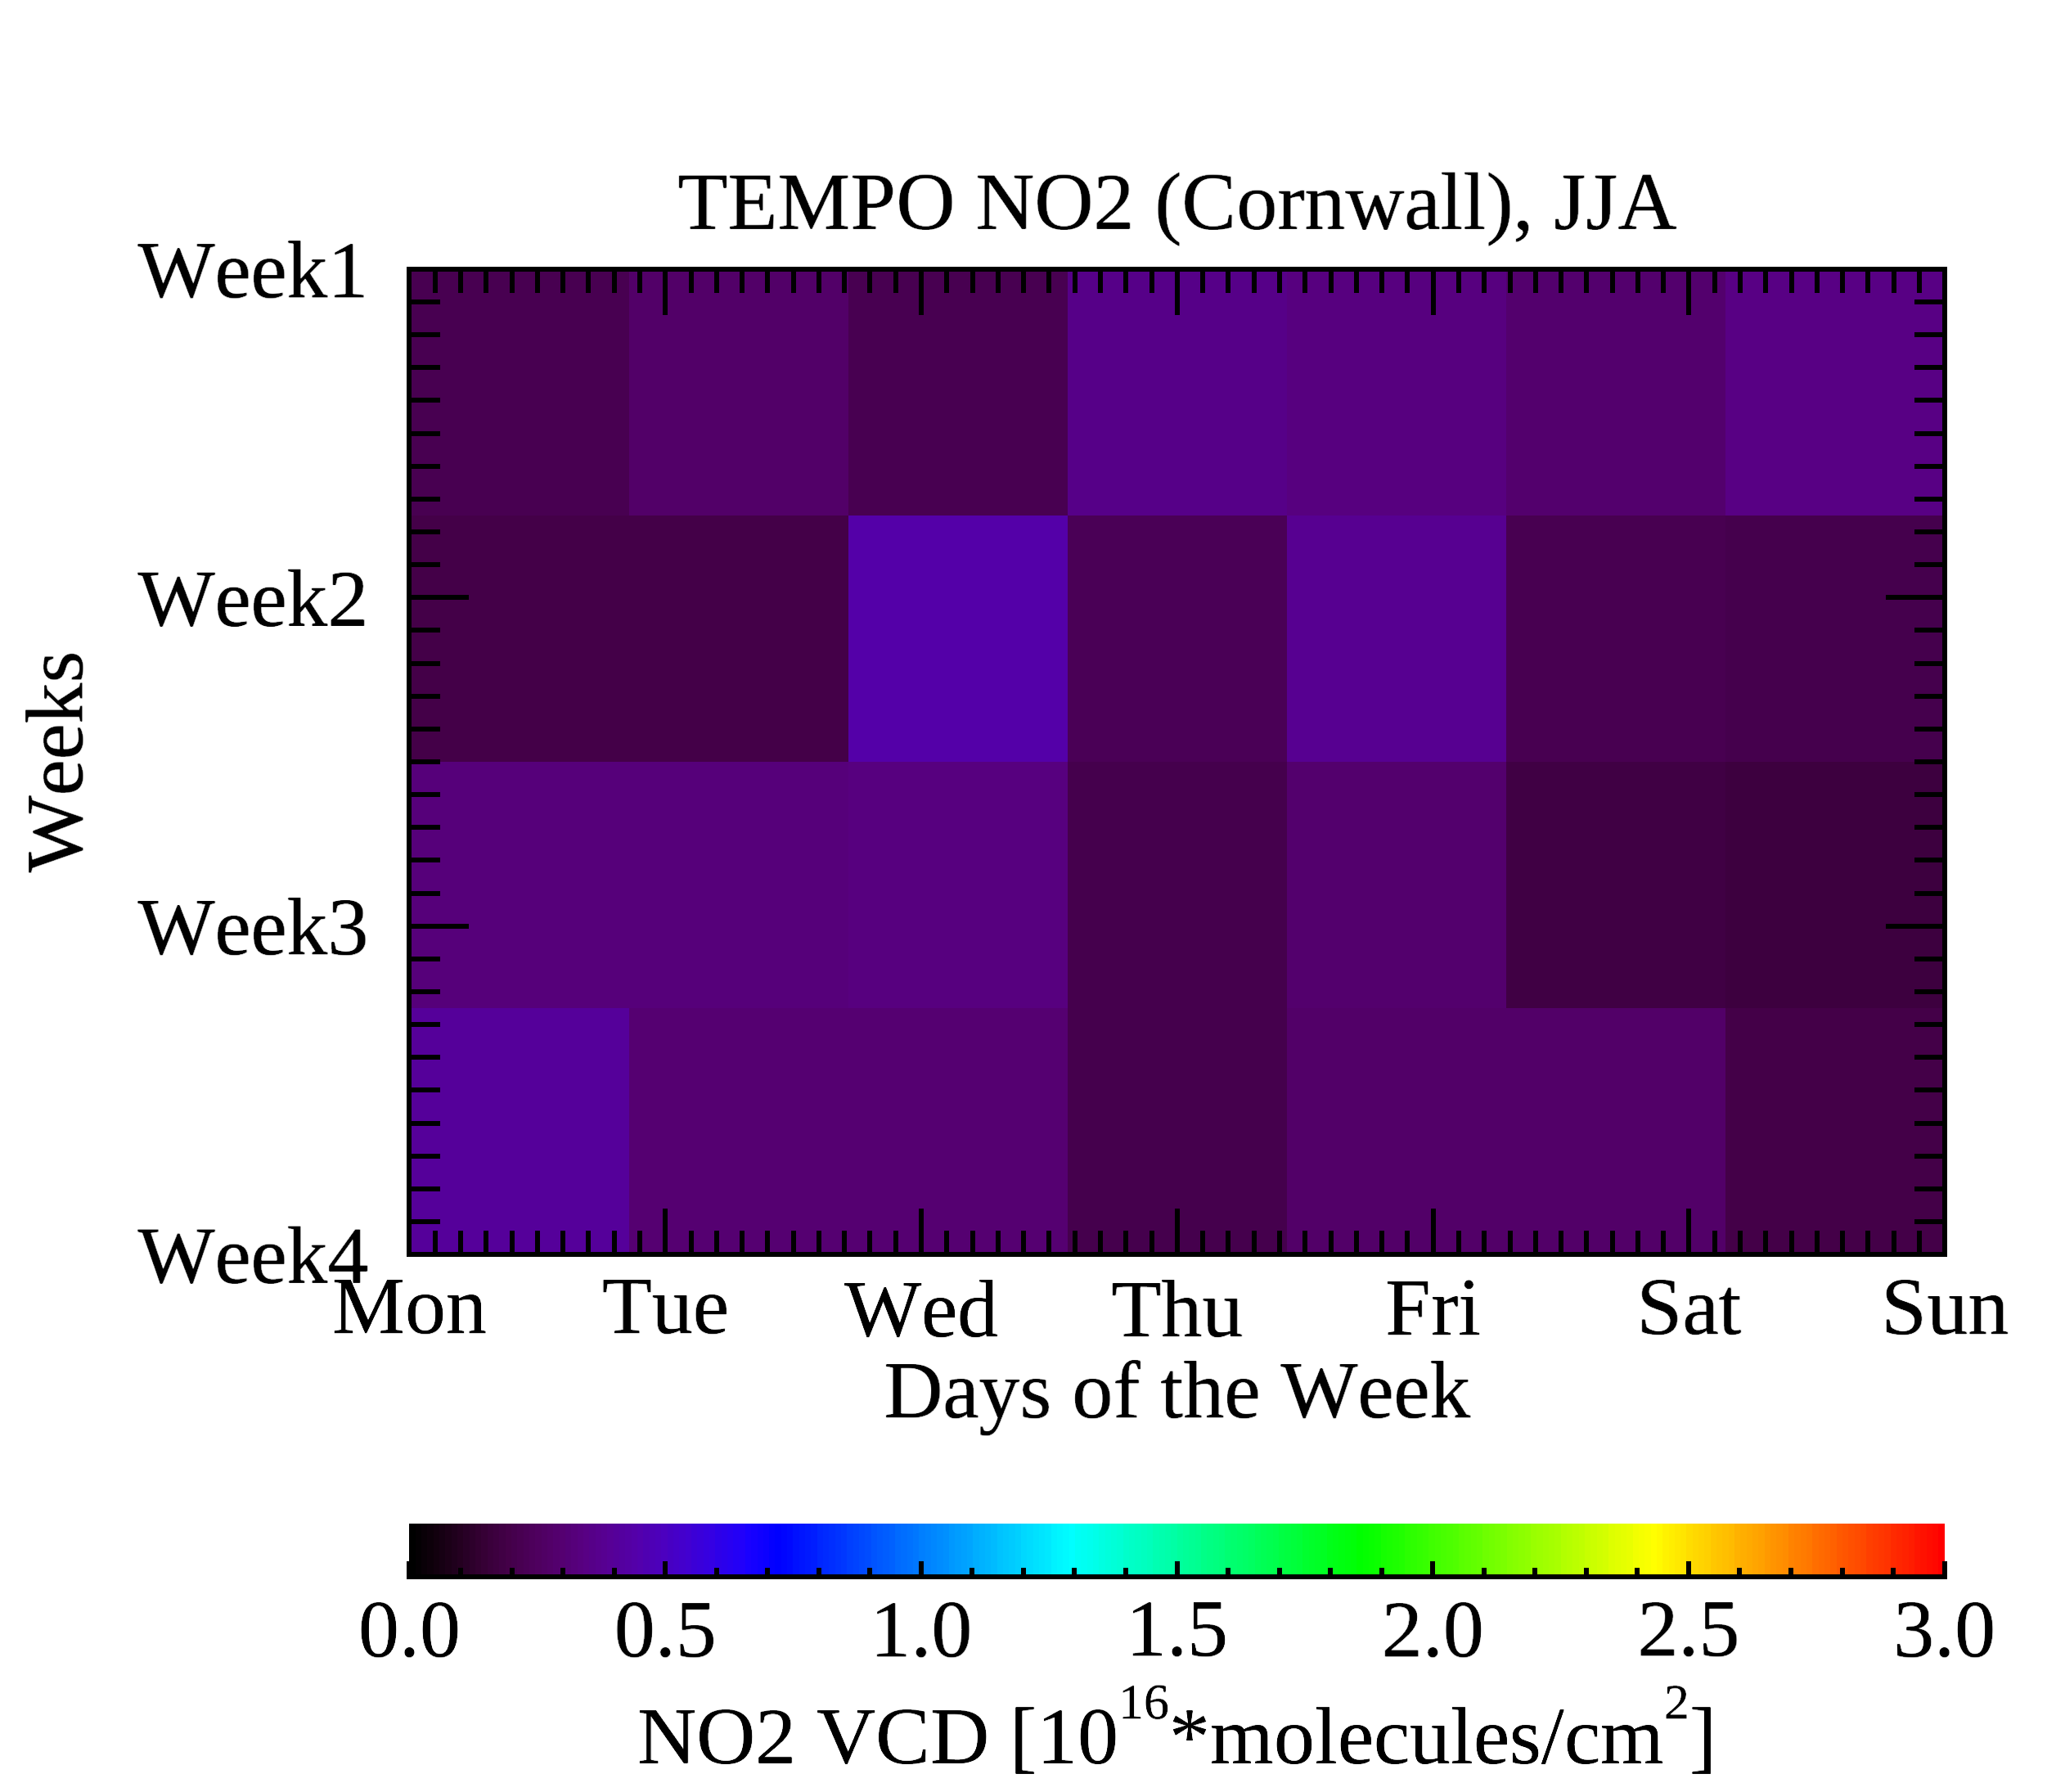 TEMPO NO2 (Cornwall), JJA
Week1
Week2
Weeks
Week3
Week4
Mon Tue Wed Thu Fri Sat Sun
Days of the Week
0.0 0.5 1.0 1.5 2.0 2.5 3.0
NO2 VCD [10^16*molecules/cm^2]